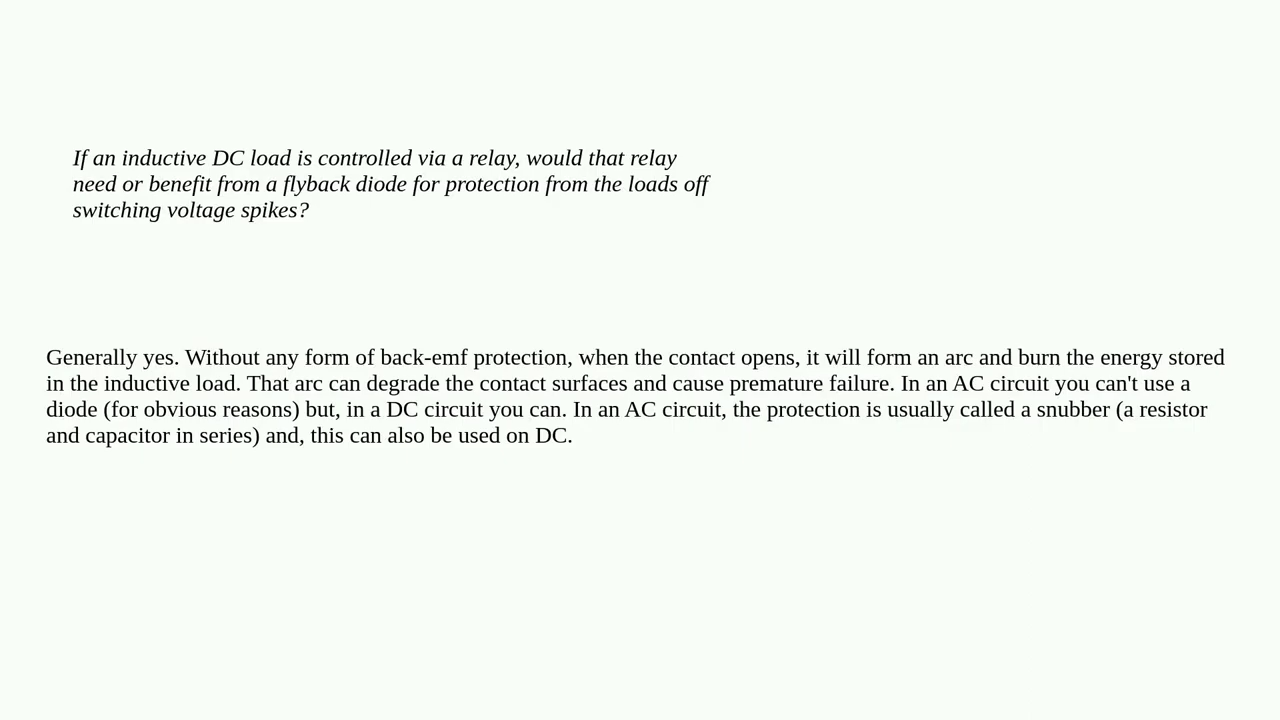 If an inductive DC load is controlled via a relay, would that relay
need or benefit from a flyback diode for protection from the loads off
switching voltage spikes?
Generally yes. Without any form of back-emf protection, when the contact opens, it will form an arc and burn the energy stored
in the inductive load. That arc can degrade the contact surfaces and cause premature failure. In an AC circuit you can't use a
diode (for obvious reasons) but, in a DC circuit you can. In an AC circuit, the protection is usually called a snubber (a resistor
and capacitor in series) and, this can also be used on DC.